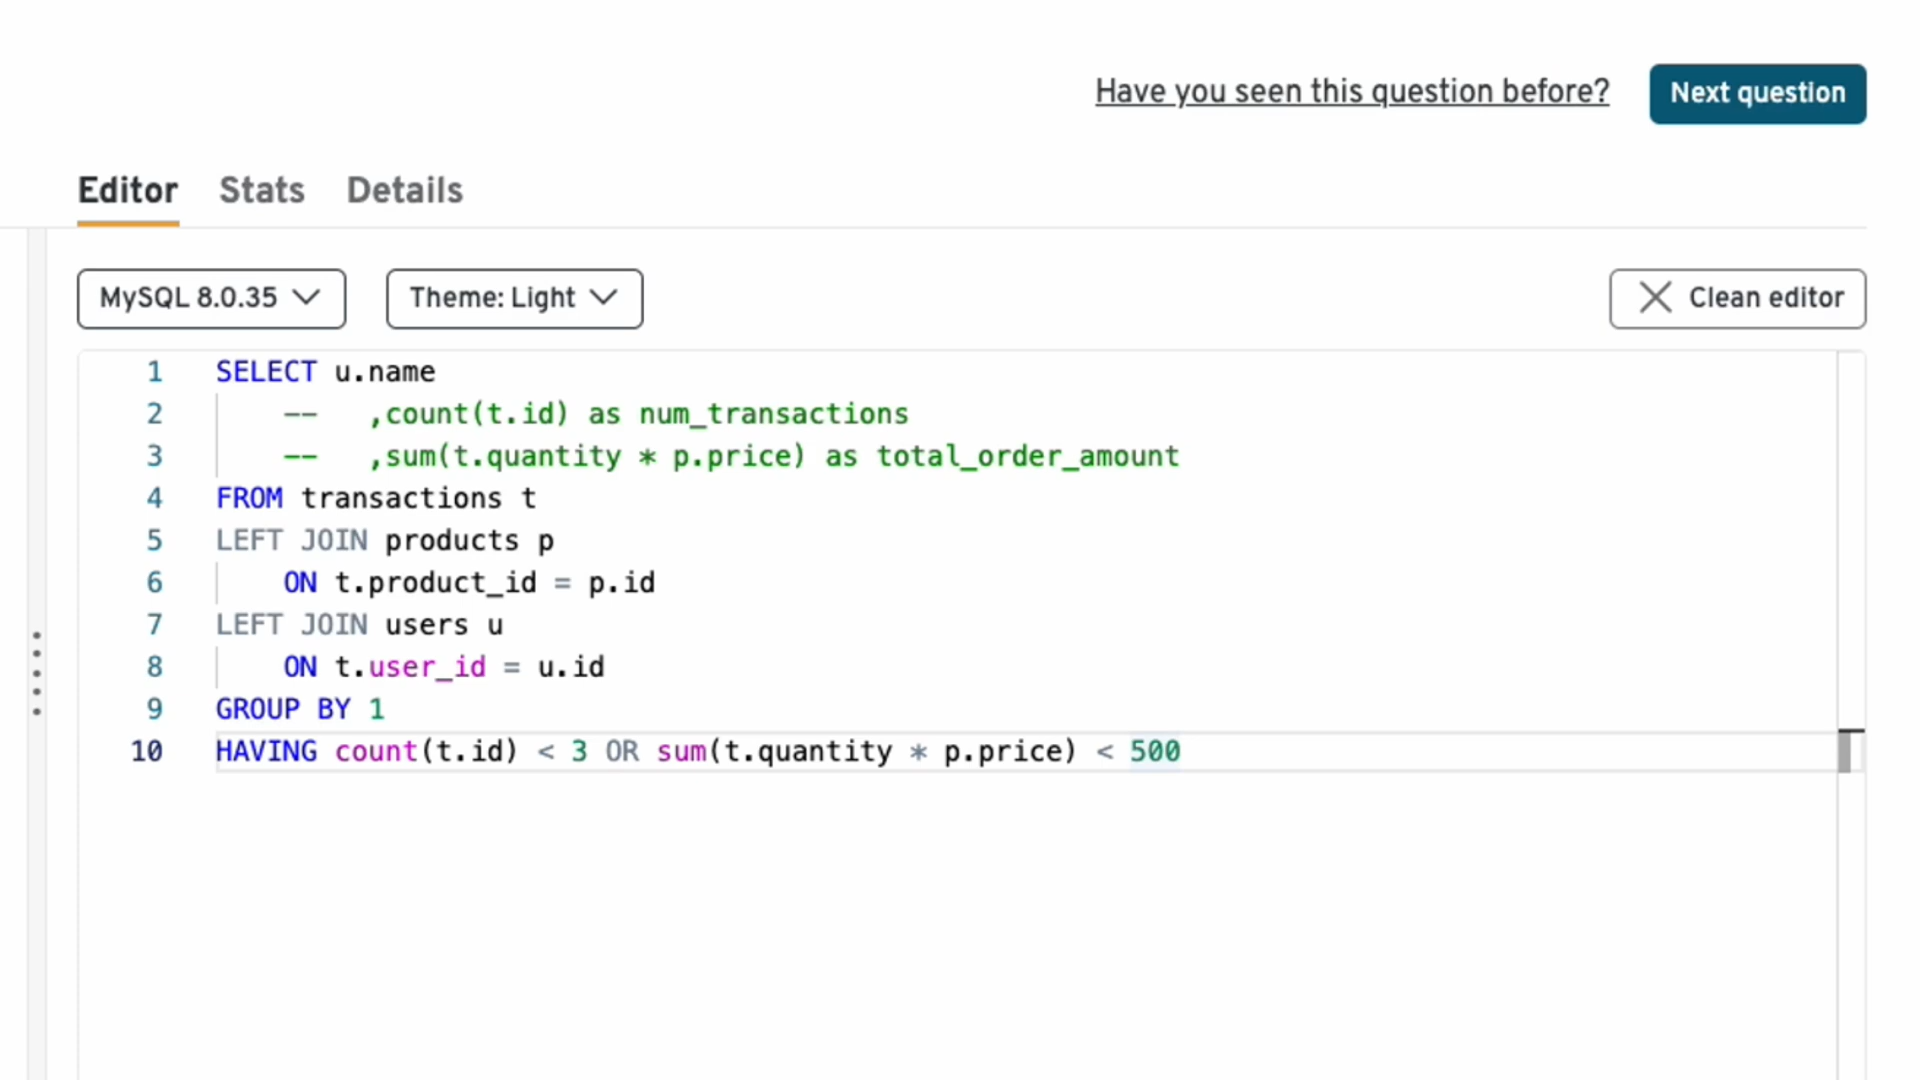 Have you seen this question before? Next question
Editor Stats Details
MySQL 8.0.35 Theme: Light Clean editor
1 SELECT u.name
2 -- ,count(t.id) as num_transactions
3 -- ,sum(t.quantity * p.price) as total_order_amount
4 FROM transactions t
5 LEFT JOIN products p
6 ON t.product_id = p.id
7 LEFT JOIN users u
8 ON t.user_id = u.id
9 GROUP BY 1
10 HAVING count(t.id) < 3 OR sum(t.quantity * p.price) < 500